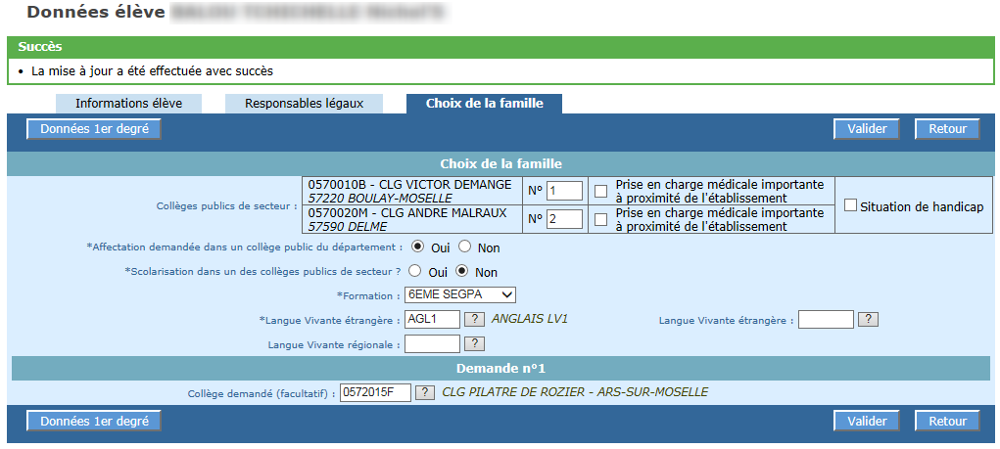 Données élève
Succès
• La mise à jour a été effectuée avec succès
Informations élève Responsables légaux Choix de la famille
Données 1er degré Valider Retour
Choix de la famille
Collèges publics de secteur :
0570010B - CLG VICTOR DEMANGE
57220 BOULAY-MOSELLE
N° 1
Prise en charge médicale importante
à proximité de l'établissement
0570020M - CLG ANDRE MALRAUX
57590 DELME
N° 2
Prise en charge médicale importante
à proximité de l'établissement
Situation de handicap
*Affectation demandée dans un collège public du département : Oui Non
*Scolarisation dans un des collèges publics de secteur ? Oui Non
*Formation : 6EME SEGPA
*Langue Vivante étrangère : AGL1 ? ANGLAIS LV1 Langue Vivante étrangère : ?
Langue Vivante régionale : ?
Demande n°1
Collège demandé (facultatif) : 0572015F ? CLG PILATRE DE ROZIER - ARS-SUR-MOSELLE
Données 1er degré Valider Retour